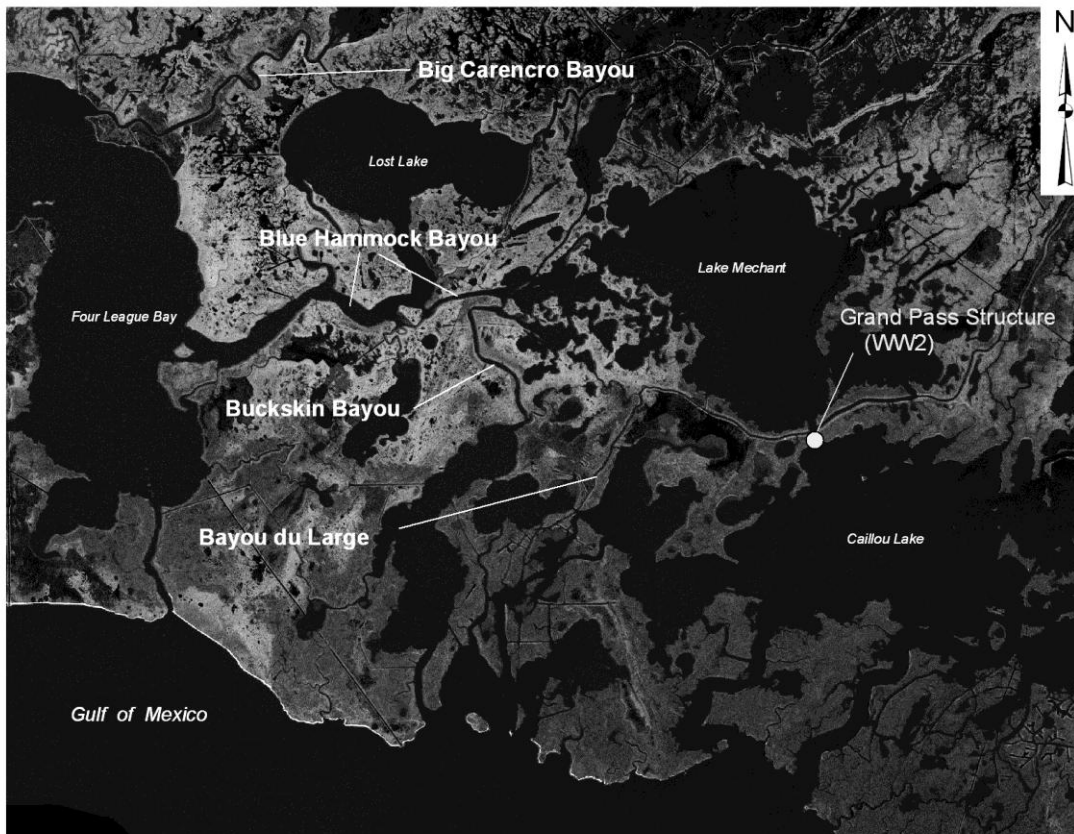 N
Big Carencro Bayou
Lost Lake
Blue Hammock Bayou
Lake Mechant
Four League Bay
Grand Pass Structure
(WW2)
Buckskin Bayou
Bayou du Large
Caillou Lake
Gulf of Mexico